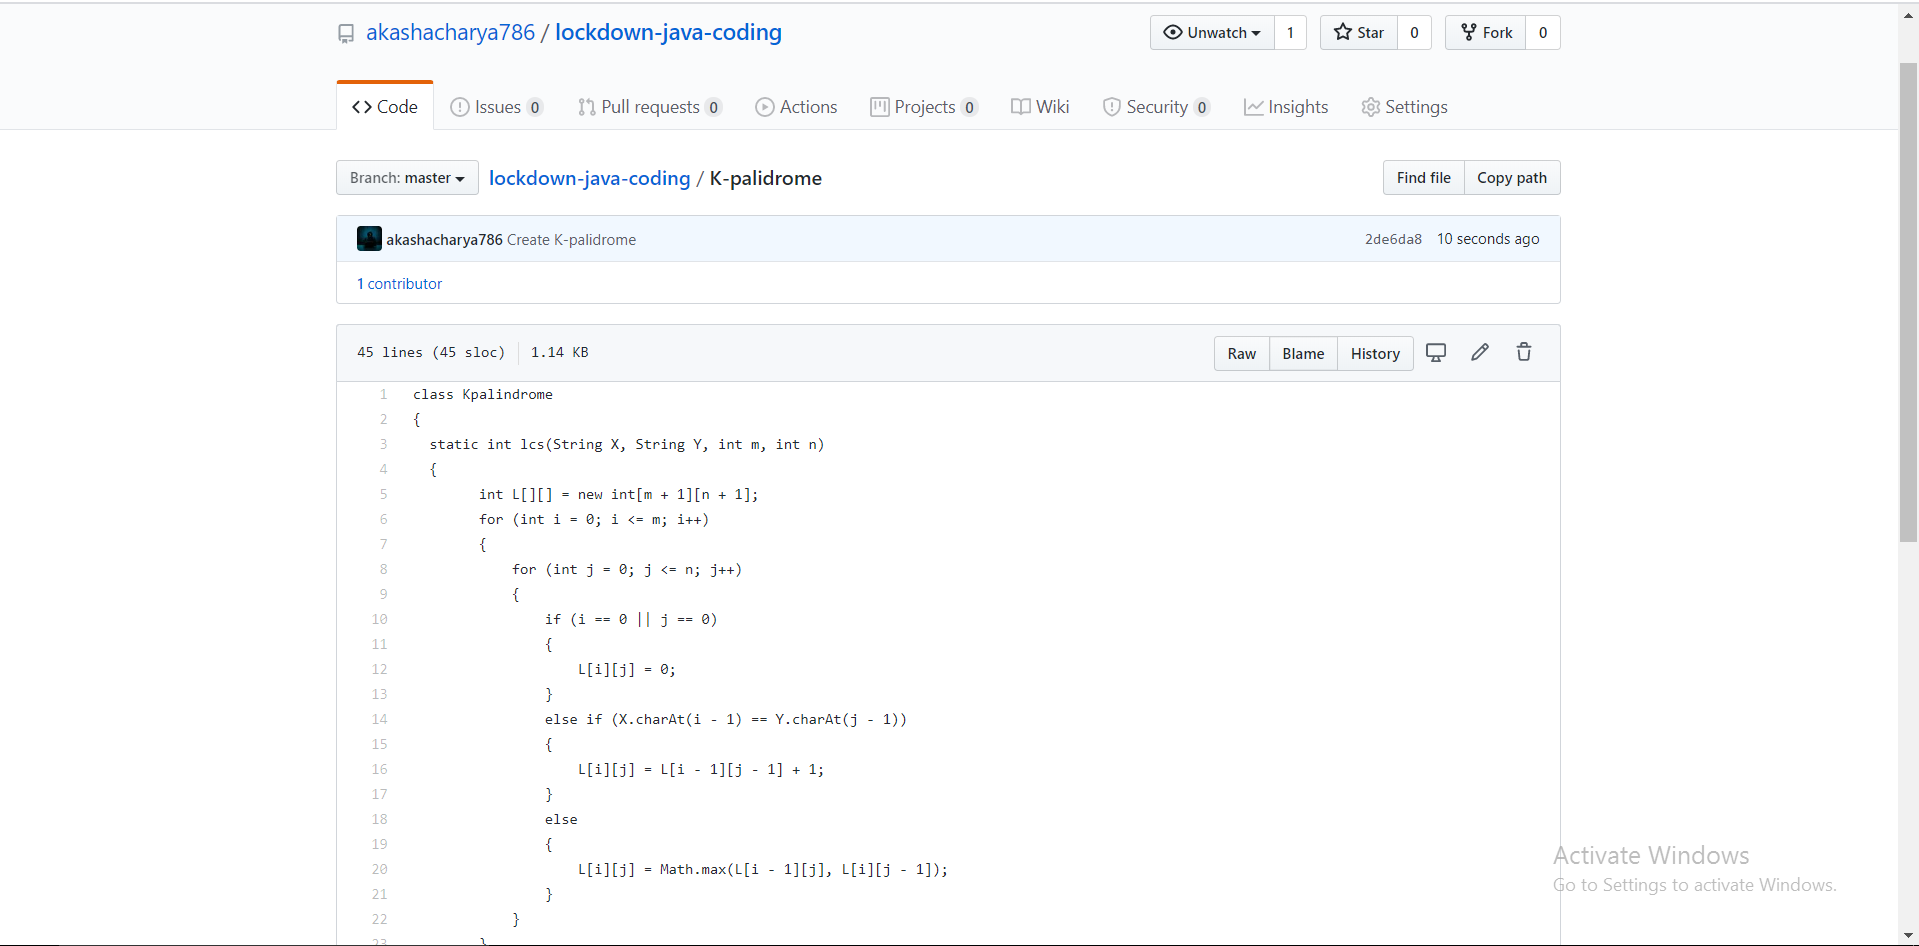 akashacharya786 / lockdown-java-coding
Unwatch 1 Star 0 Fork 0
Code Issues 0 Pull requests 0 Actions Projects 0 Wiki Security 0 Insights Settings
Branch: master lockdown-java-coding / K-palidrome Find file Copy path
akashacharya786 Create K-palidrome 2de6da8 10 seconds ago
1 contributor
45 lines (45 sloc) 1.14 KB Raw Blame History
1 class Kpalindrome
2 {
3 static int lcs(String X, String Y, int m, int n)
4 {
5 int L[][] = new int[m + 1][n + 1];
6 for (int i = 0; i <= m; i++)
7 {
8 for (int j = 0; j <= n; j++)
9 {
10 if (i == 0 || j == 0)
11 {
12 L[i][j] = 0;
13 }
14 else if (X.charAt(i - 1) == Y.charAt(j - 1))
15 {
16 L[i][j] = L[i - 1][j - 1] + 1;
17 }
18 else
19 {
20 L[i][j] = Math.max(L[i - 1][j], L[i][j - 1]);
21 }
22 }
23 }
Activate Windows
Go to Settings to activate Windows.